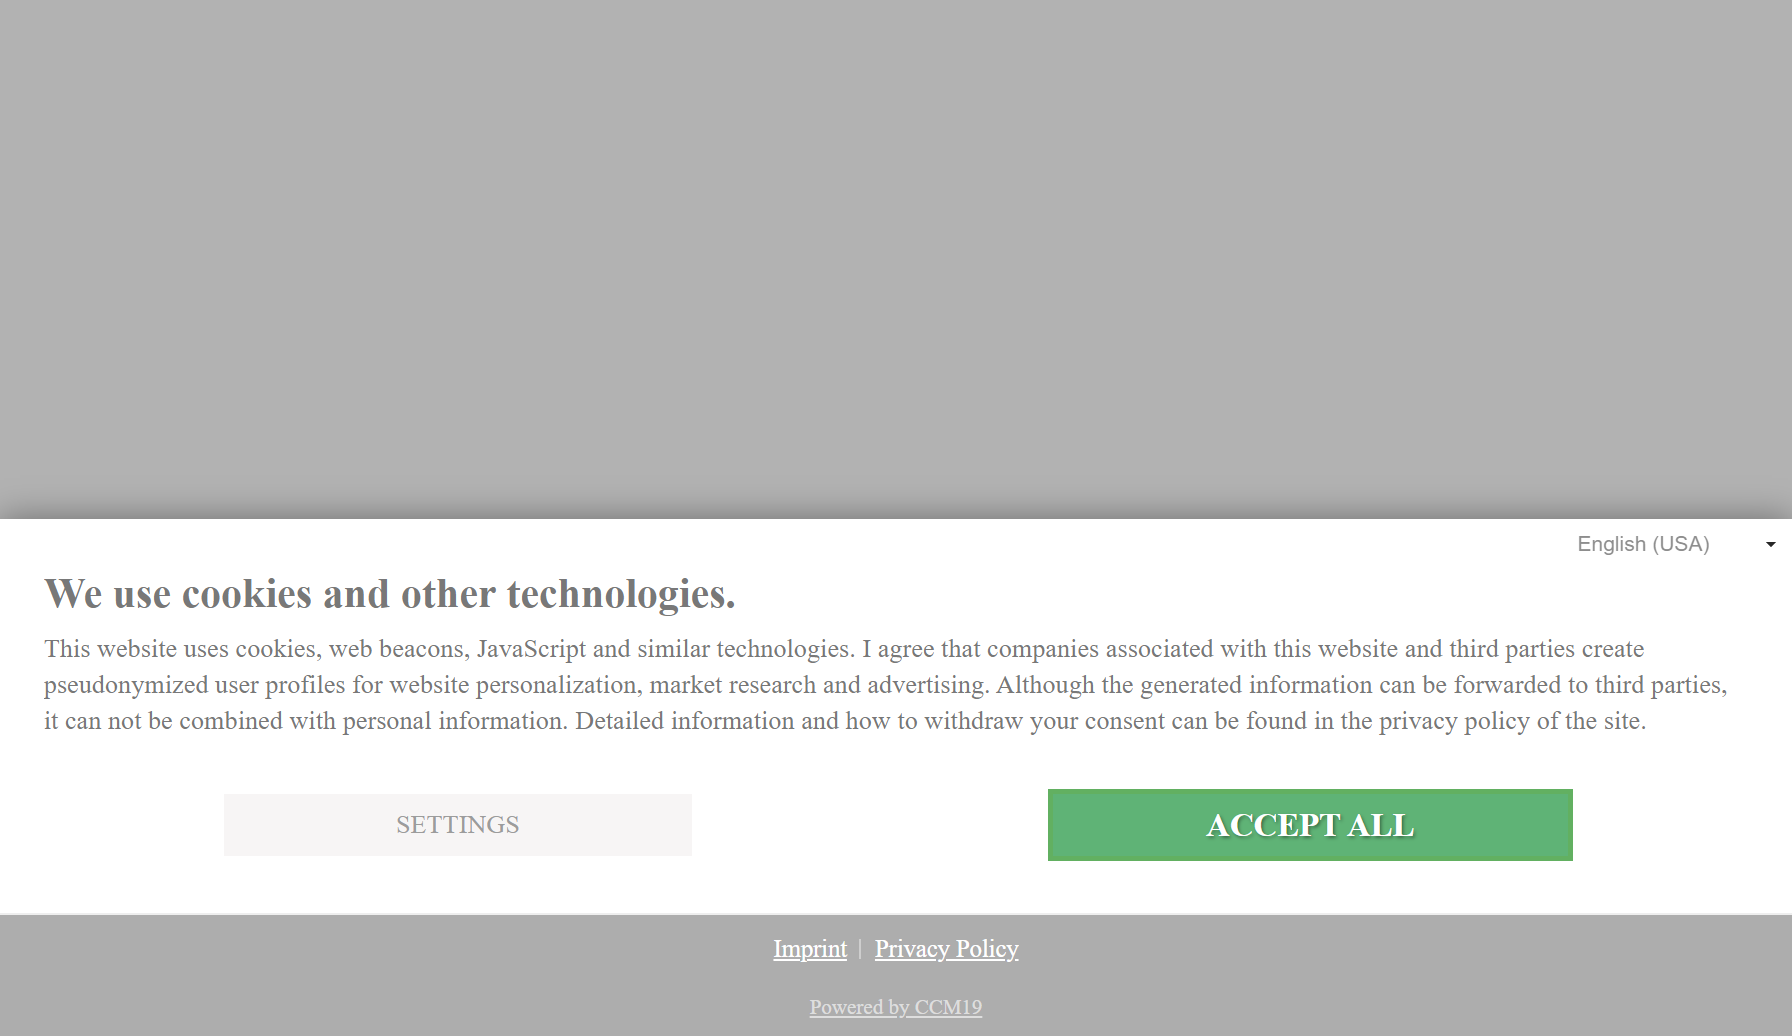 English (USA)
We use cookies and other technologies.
This website uses cookies, web beacons, JavaScript and similar technologies. I agree that companies associated with this website and third parties create
pseudonymized user profiles for website personalization, market research and advertising. Although the generated information can be forwarded to third parties,
it can not be combined with personal information. Detailed information and how to withdraw your consent can be found in the privacy policy of the site.
SETTINGS
ACCEPT ALL
Imprint | Privacy Policy
Powered by CCM19